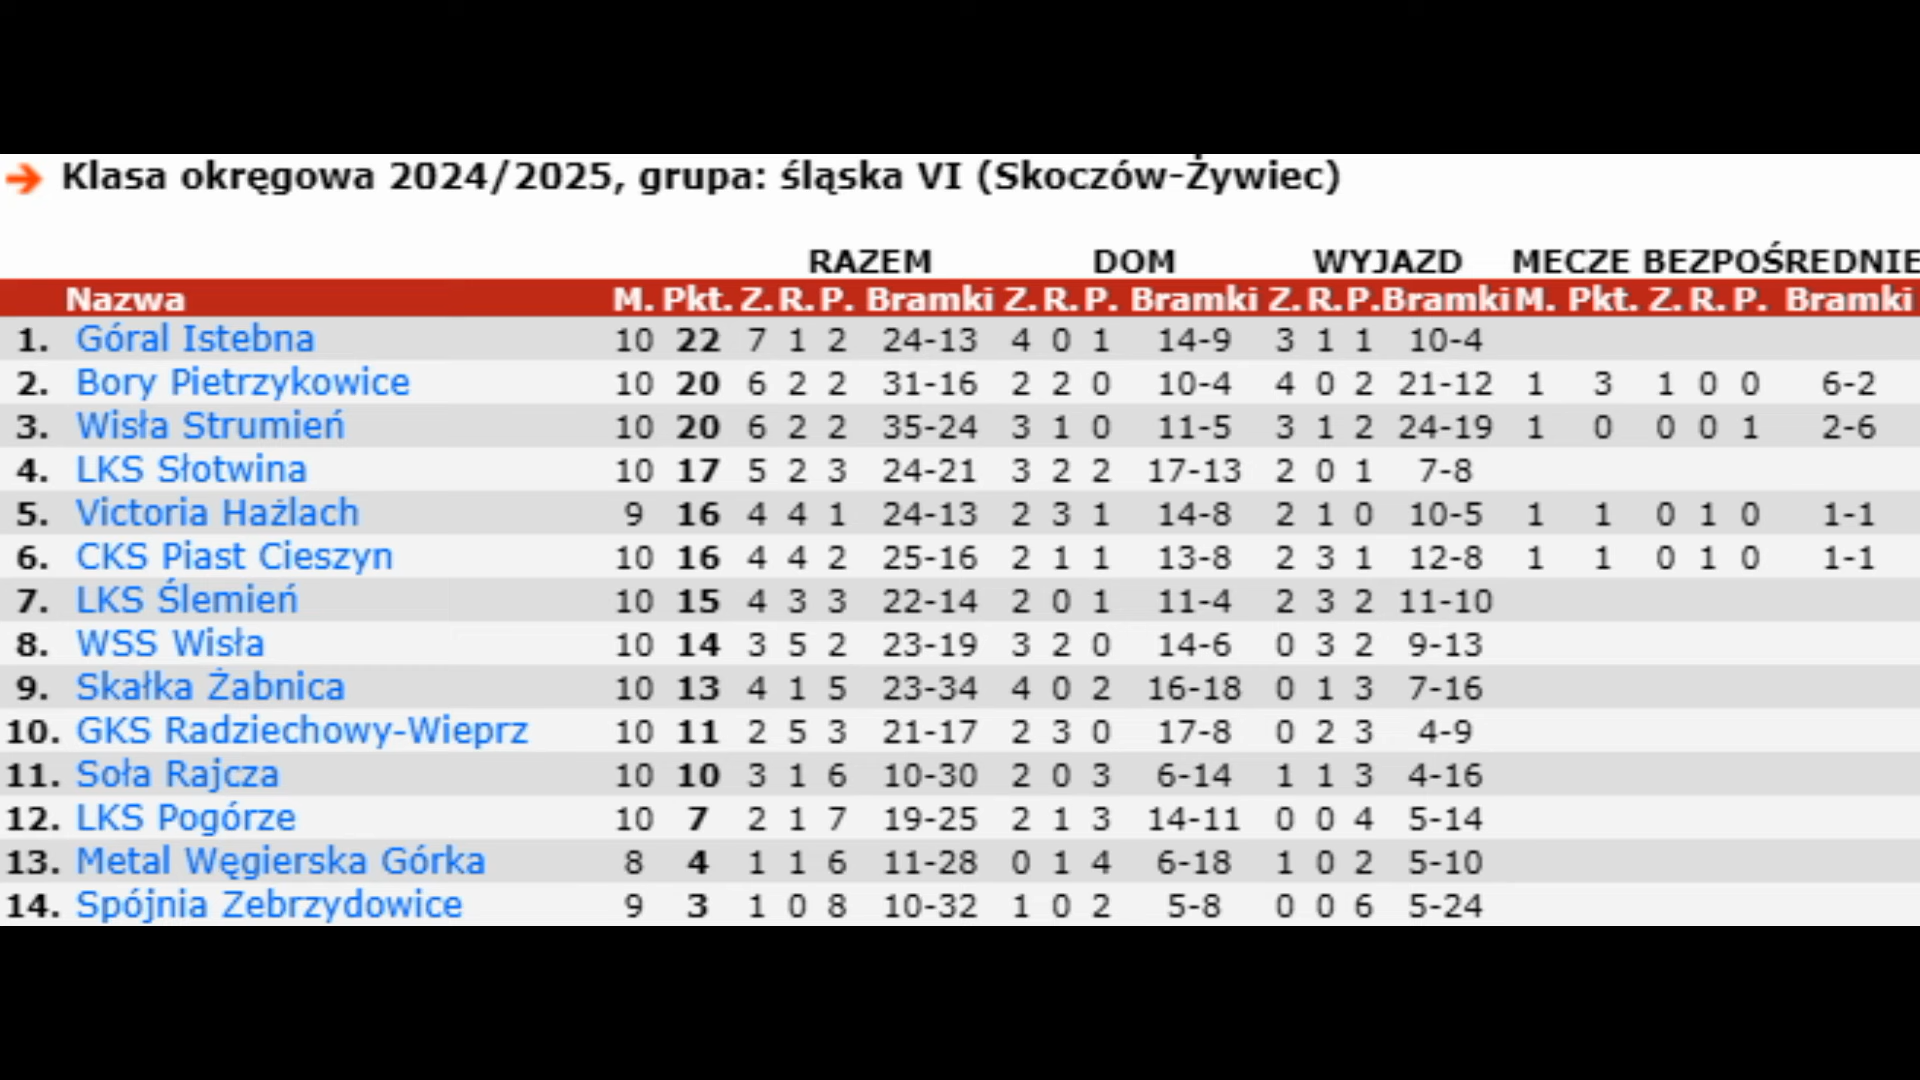 Klasa okręgowa 2024/2025, grupa: śląska VI (Skoczów-Żywiec)
RAZEM DOM WYJAZD MECZE BEZPOŚREDNIE
Nazwa M. Pkt. Z. R. P. Bramki Z. R. P. Bramki Z. R. P. Bramki M. Pkt. Z. R. P. Bramki
1. Góral Istebna 10 22 7 1 2 24-13 4 0 1 14-9 3 1 1 10-4
2. Bory Pietrzykowice 10 20 6 2 2 31-16 2 2 0 10-4 4 0 2 21-12 1 3 1 0 0 6-2
3. Wisła Strumień 10 20 6 2 2 35-24 3 1 0 11-5 3 1 2 24-19 1 0 0 0 1 2-6
4. LKS Słotwina 10 17 5 2 3 24-21 3 2 2 17-13 2 0 1 7-8
5. Victoria Hażlach 9 16 4 4 1 24-13 2 3 1 14-8 2 1 0 10-5 1 1 0 1 0 1-1
6. CKS Piast Cieszyn 10 16 4 4 2 25-16 2 1 1 13-8 2 3 1 12-8 1 1 0 1 0 1-1
7. LKS Ślemień 10 15 4 3 3 22-14 2 0 1 11-4 2 3 2 11-10
8. WSS Wisła 10 14 3 5 2 23-19 3 2 0 14-6 0 3 2 9-13
9. Skałka Żabnica 10 13 4 1 5 23-34 4 0 2 16-18 0 1 3 7-16
10. GKS Radziechowy-Wieprz 10 11 2 5 3 21-17 2 3 0 17-8 0 2 3 4-9
11. Soła Rajcza 10 10 3 1 6 10-30 2 0 3 6-14 1 1 3 4-16
12. LKS Pogórze 10 7 2 1 7 19-25 2 1 3 14-11 0 0 4 5-14
13. Metal Węgierska Górka 8 4 1 1 6 11-28 0 1 4 6-18 1 0 2 5-10
14. Spójnia Zebrzydowice 9 3 1 0 8 10-32 1 0 2 5-8 0 0 6 5-24